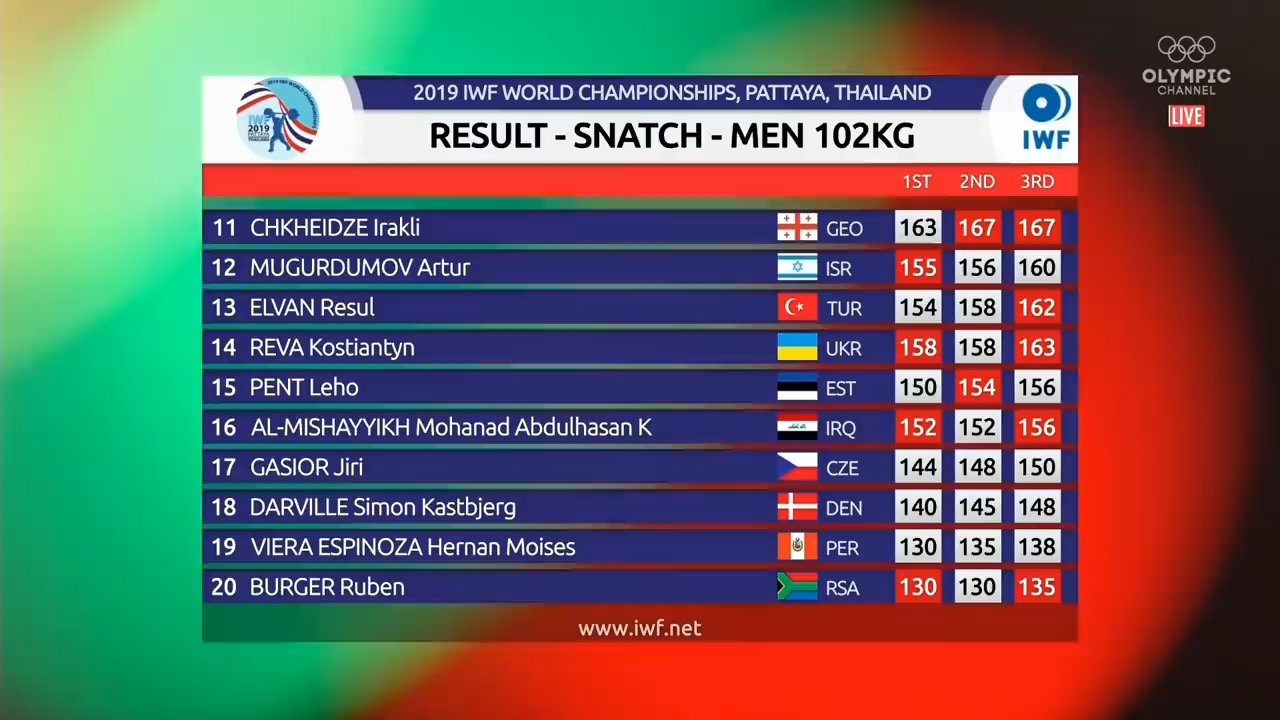 OLYMPIC
CHANNEL
LIVE
2019 IWF WORLD CHAMPIONSHIPS, PATTAYA, THAILAND
RESULT - SNATCH - MEN 102KG
IWF
2019
IWF
1ST 2ND 3RD
11 CHKHEIDZE Irakli GEO 163 167 167
12 MUGURDUMOV Artur ISR 155 156 160
13 ELVAN Resul TUR 154 158 162
14 REVA Kostiantyn UKR 158 158 163
15 PENT Leho EST 150 154 156
16 AL-MISHAYYIKH Mohanad Abdulhasan K IRQ 152 152 156
17 GASIOR Jiri CZE 144 148 150
18 DARVILLE Simon Kastbjerg DEN 140 145 148
19 VIERA ESPINOZA Hernan Moises PER 130 135 138
20 BURGER Ruben RSA 130 130 135
www.iwf.net